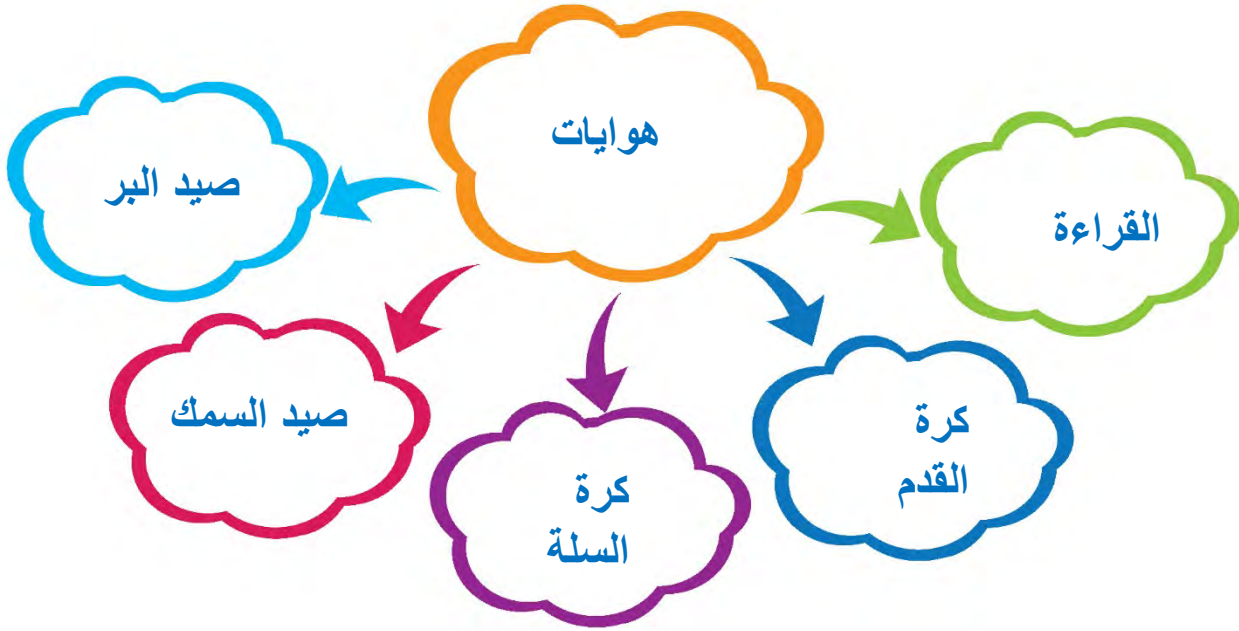 هوايات
القراءة
صيد البر
كرة
القدم
صيد السمك
كرة
السلة